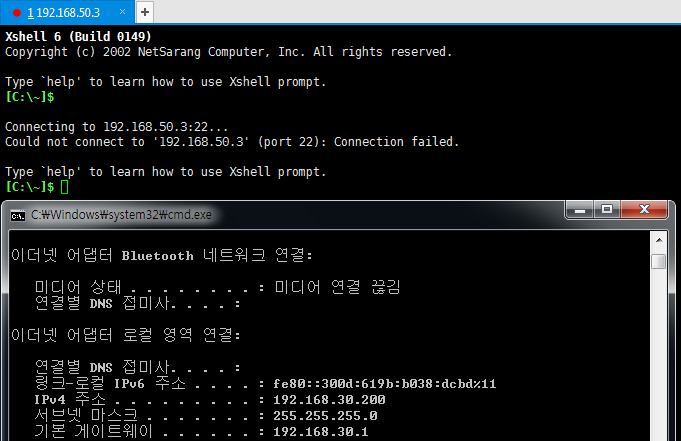 1 192.168.50.3
Xshell 6 (Build 0149)
Copyright (c) 2002 NetSarang Computer, Inc. All rights reserved.
Type `help' to learn how to use Xshell prompt.
[C:\~]$
Connecting to 192.168.50.3:22...
Could not connect to '192.168.50.3' (port 22): Connection failed.
Type `help' to learn how to use Xshell prompt.
[C:\~]$
C:₩Windows₩system32₩cmd.exe
이더넷 어댑터 Bluetooth 네트워크 연결:
미디어 상태 . . . . . . . . : 미디어 연결 끊김
연결별 DNS 접미사. . . . :
이더넷 어댑터 로컬 영역 연결:
연결별 DNS 접미사. . . . :
링크-로컬 IPv6 주소 . . . . : fe80::300d:619b:b038:dcbd%11
IPv4 주소 . . . . . . . . . : 192.168.30.200
서브넷 마스크 . . . . . . . : 255.255.255.0
기본 게이트웨이 . . . . . . : 192.168.30.1